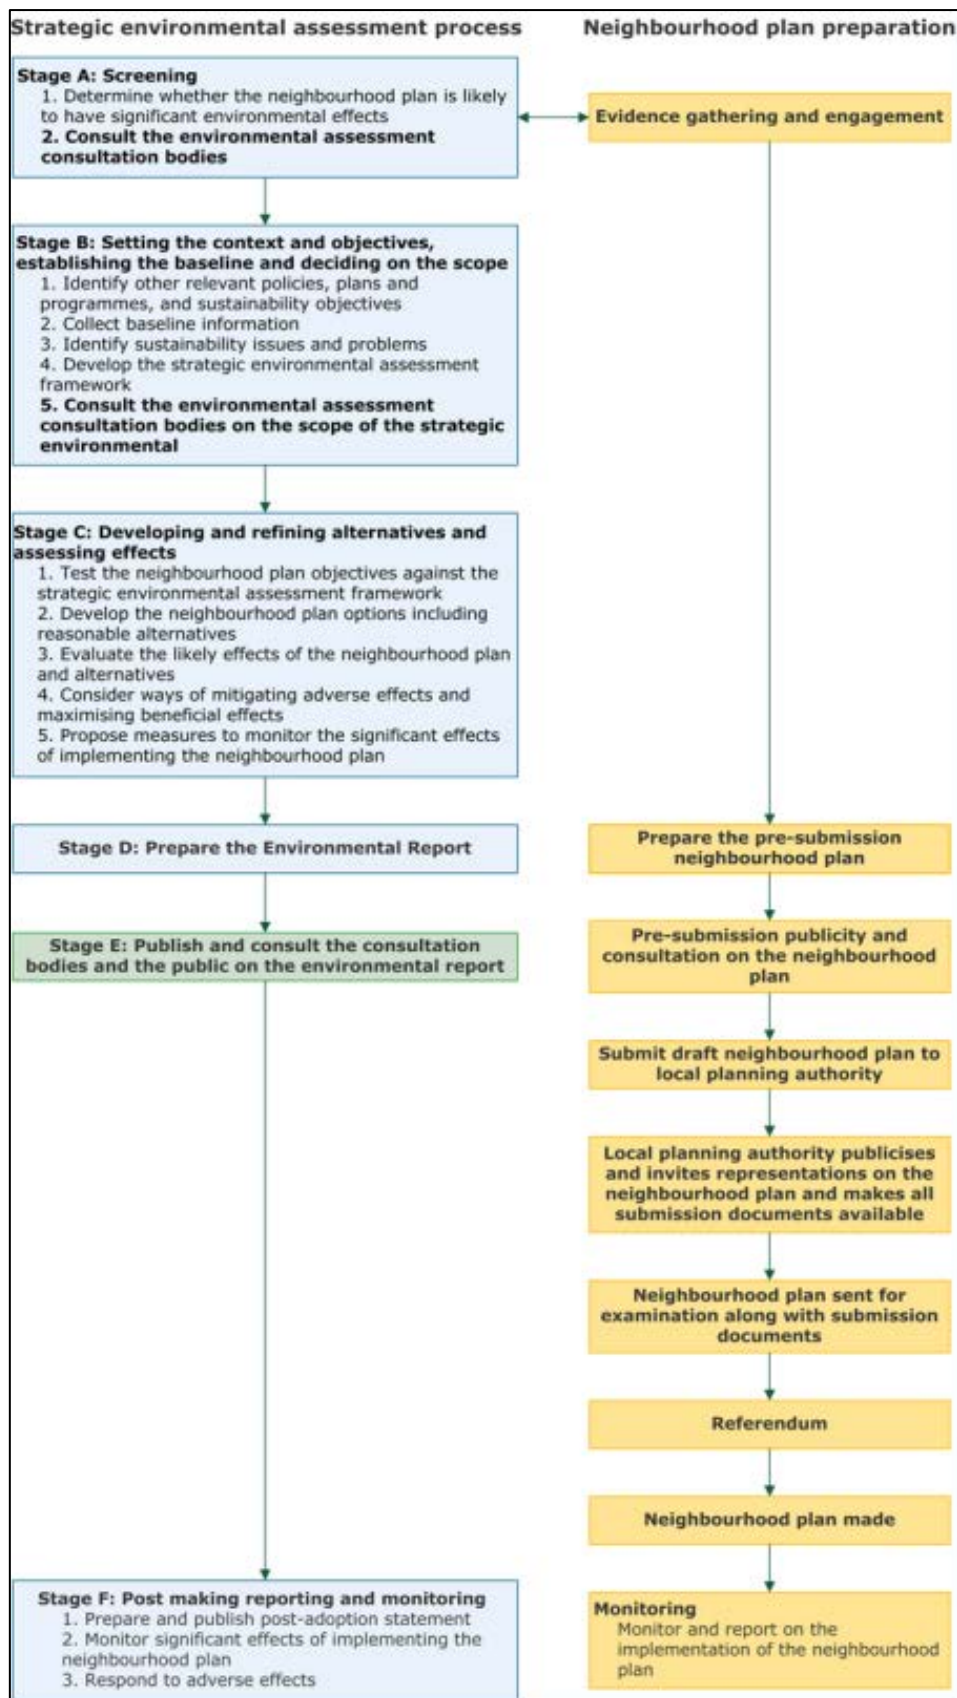 Strategic environmental assessment process
Neighbourhood plan preparation
Stage A: Screening
1. Determine whether the neighbourhood plan is likely
to have significant environmental effects
2. Consult the environmental assessment
consultation bodies
Evidence gathering and engagement
Stage B: Setting the context and objectives,
establishing the baseline and deciding on the scope
1. Identify other relevant policies, plans and
programmes, and sustainability objectives
2. Collect baseline information
3. Identify sustainability issues and problems
4. Develop the strategic environmental assessment
framework
5. Consult the environmental assessment
consultation bodies on the scope of the strategic
environmental
Stage C: Developing and refining alternatives and
assessing effects
1. Test the neighbourhood plan objectives against the
strategic environmental assessment framework
2. Develop the neighbourhood plan options including
reasonable alternatives
3. Evaluate the likely effects of the neighbourhood plan
and alternatives
4. Consider ways of mitigating adverse effects and
maximising beneficial effects
5. Propose measures to monitor the significant effects
of implementing the neighbourhood plan
Stage D: Prepare the Environmental Report
Prepare the pre-submission
neighbourhood plan
Stage E: Publish and consult the consultation
bodies and the public on the environmental report
Pre-submission publicity and
consultation on the neighbourhood
plan
Submit draft neighbourhood plan to
local planning authority
Local planning authority publicises
and invites representations on the
neighbourhood plan and makes all
submission documents available
Neighbourhood plan sent for
examination along with submission
documents
Referendum
Neighbourhood plan made
Stage F: Post making reporting and monitoring
1. Prepare and publish post-adoption statement
2. Monitor significant effects of implementing the
neighbourhood plan
3. Respond to adverse effects
Monitoring
Monitor and report on the
implementation of the neighbourhood
plan